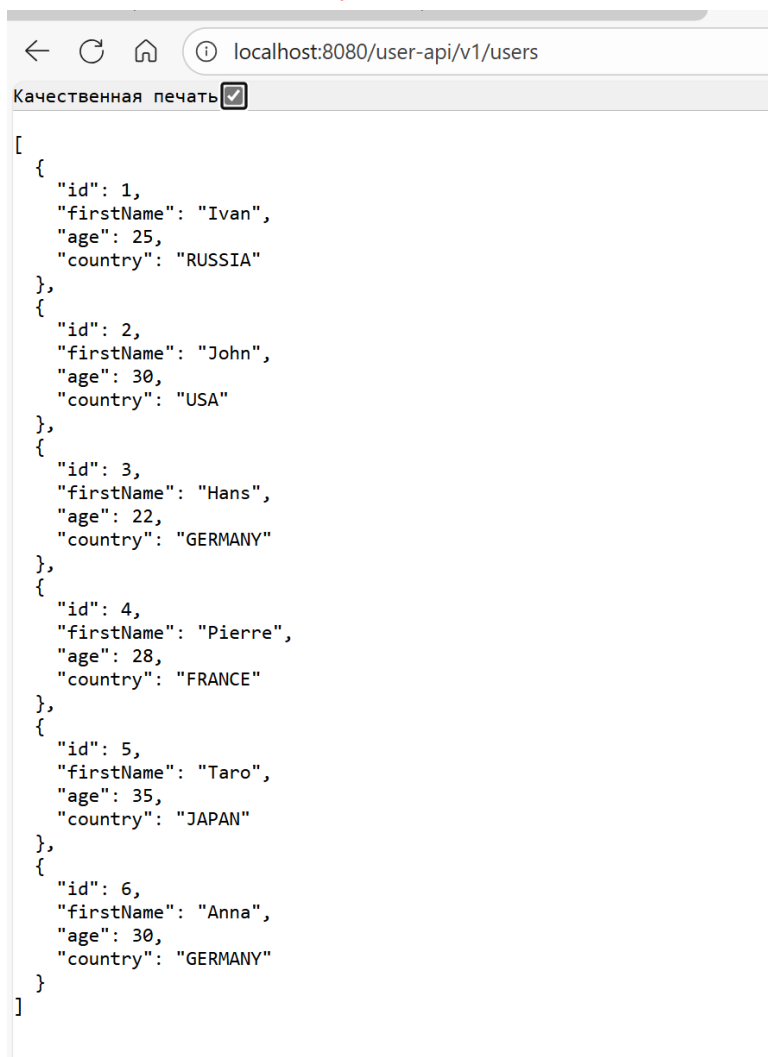 localhost:8080/user-api/v1/users
Качественная печать
[
  {
    "id": 1,
    "firstName": "Ivan",
    "age": 25,
    "country": "RUSSIA"
  },
  {
    "id": 2,
    "firstName": "John",
    "age": 30,
    "country": "USA"
  },
  {
    "id": 3,
    "firstName": "Hans",
    "age": 22,
    "country": "GERMANY"
  },
  {
    "id": 4,
    "firstName": "Pierre",
    "age": 28,
    "country": "FRANCE"
  },
  {
    "id": 5,
    "firstName": "Taro",
    "age": 35,
    "country": "JAPAN"
  },
  {
    "id": 6,
    "firstName": "Anna",
    "age": 30,
    "country": "GERMANY"
  }
]